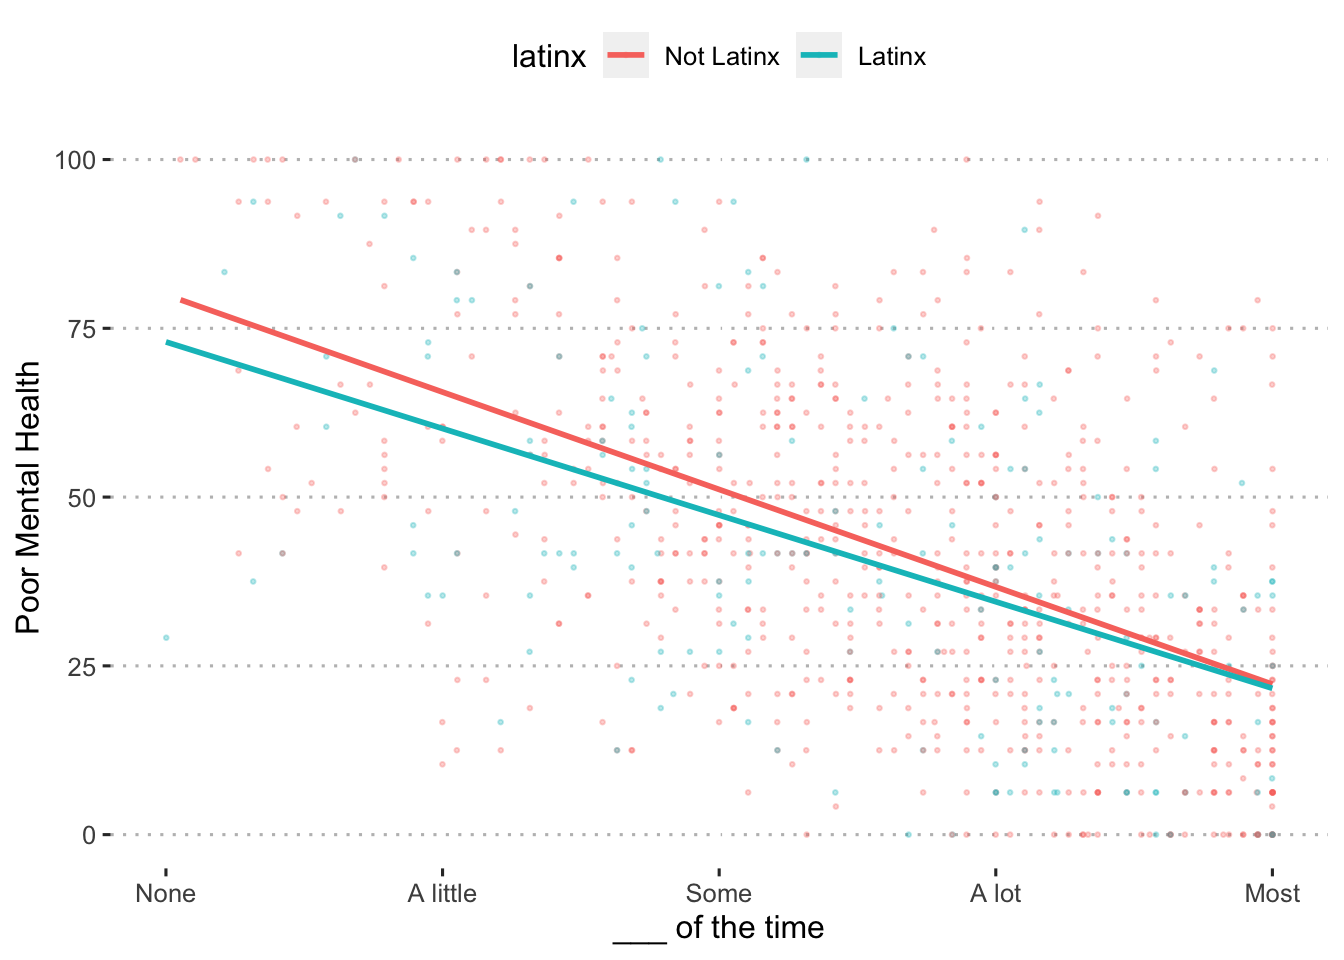 latinx Not Latinx Latinx
100
75
50
25
0
Poor Mental Health
None A little Some A lot Most
___ of the time